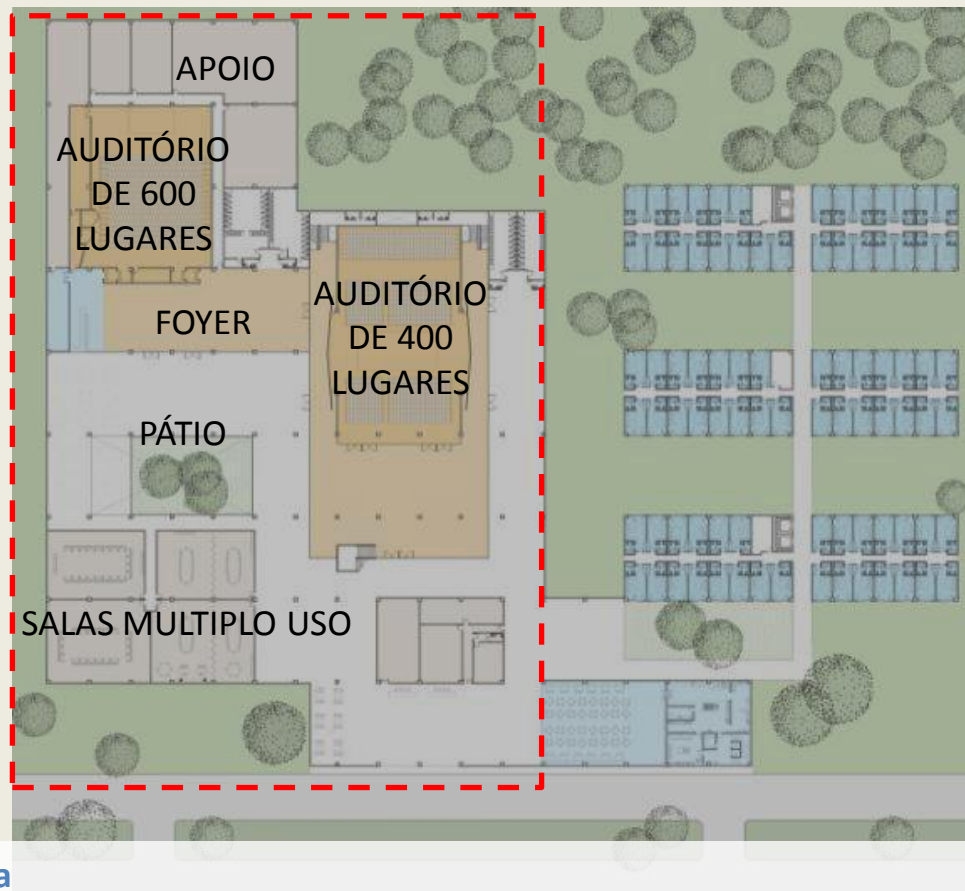 APOIO
AUDITÓRIO
DE 600
LUGARES
FOYER
AUDITÓRIO
DE 400
LUGARES
PÁTIO
SALAS MULTIPLO USO
a